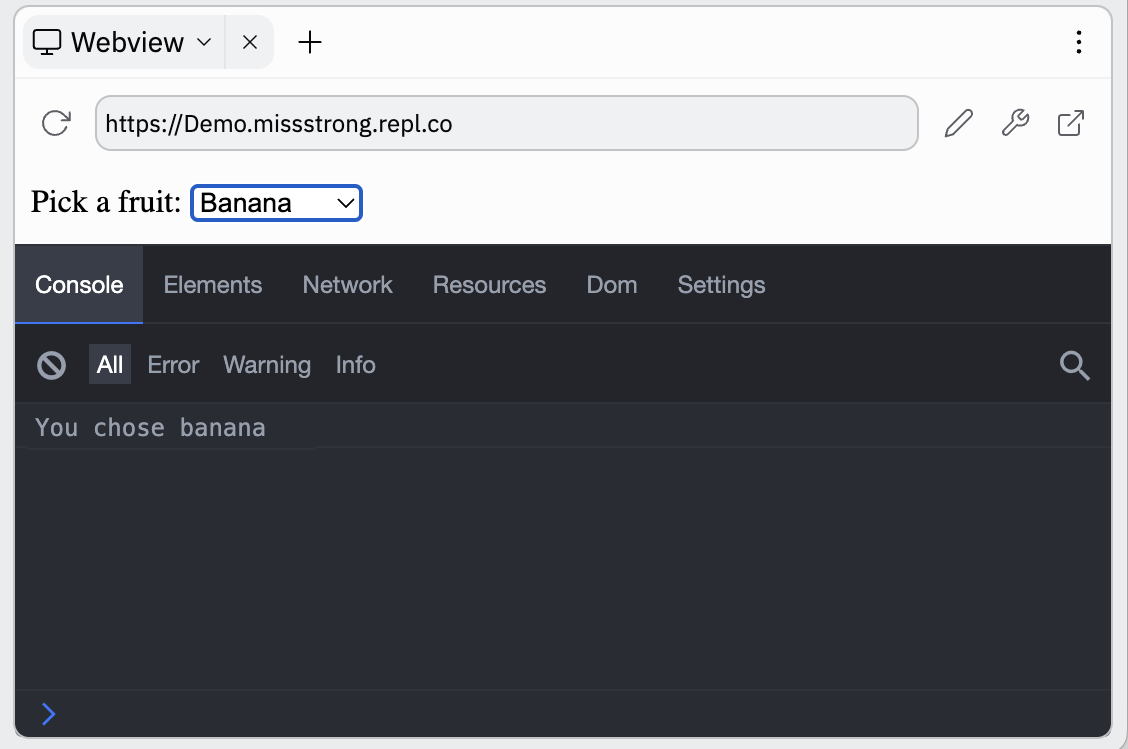 Webview
https://Demo.missstrong.repl.co
Pick a fruit: Banana
Console Elements Network Resources Dom Settings
All Error Warning Info
You chose banana